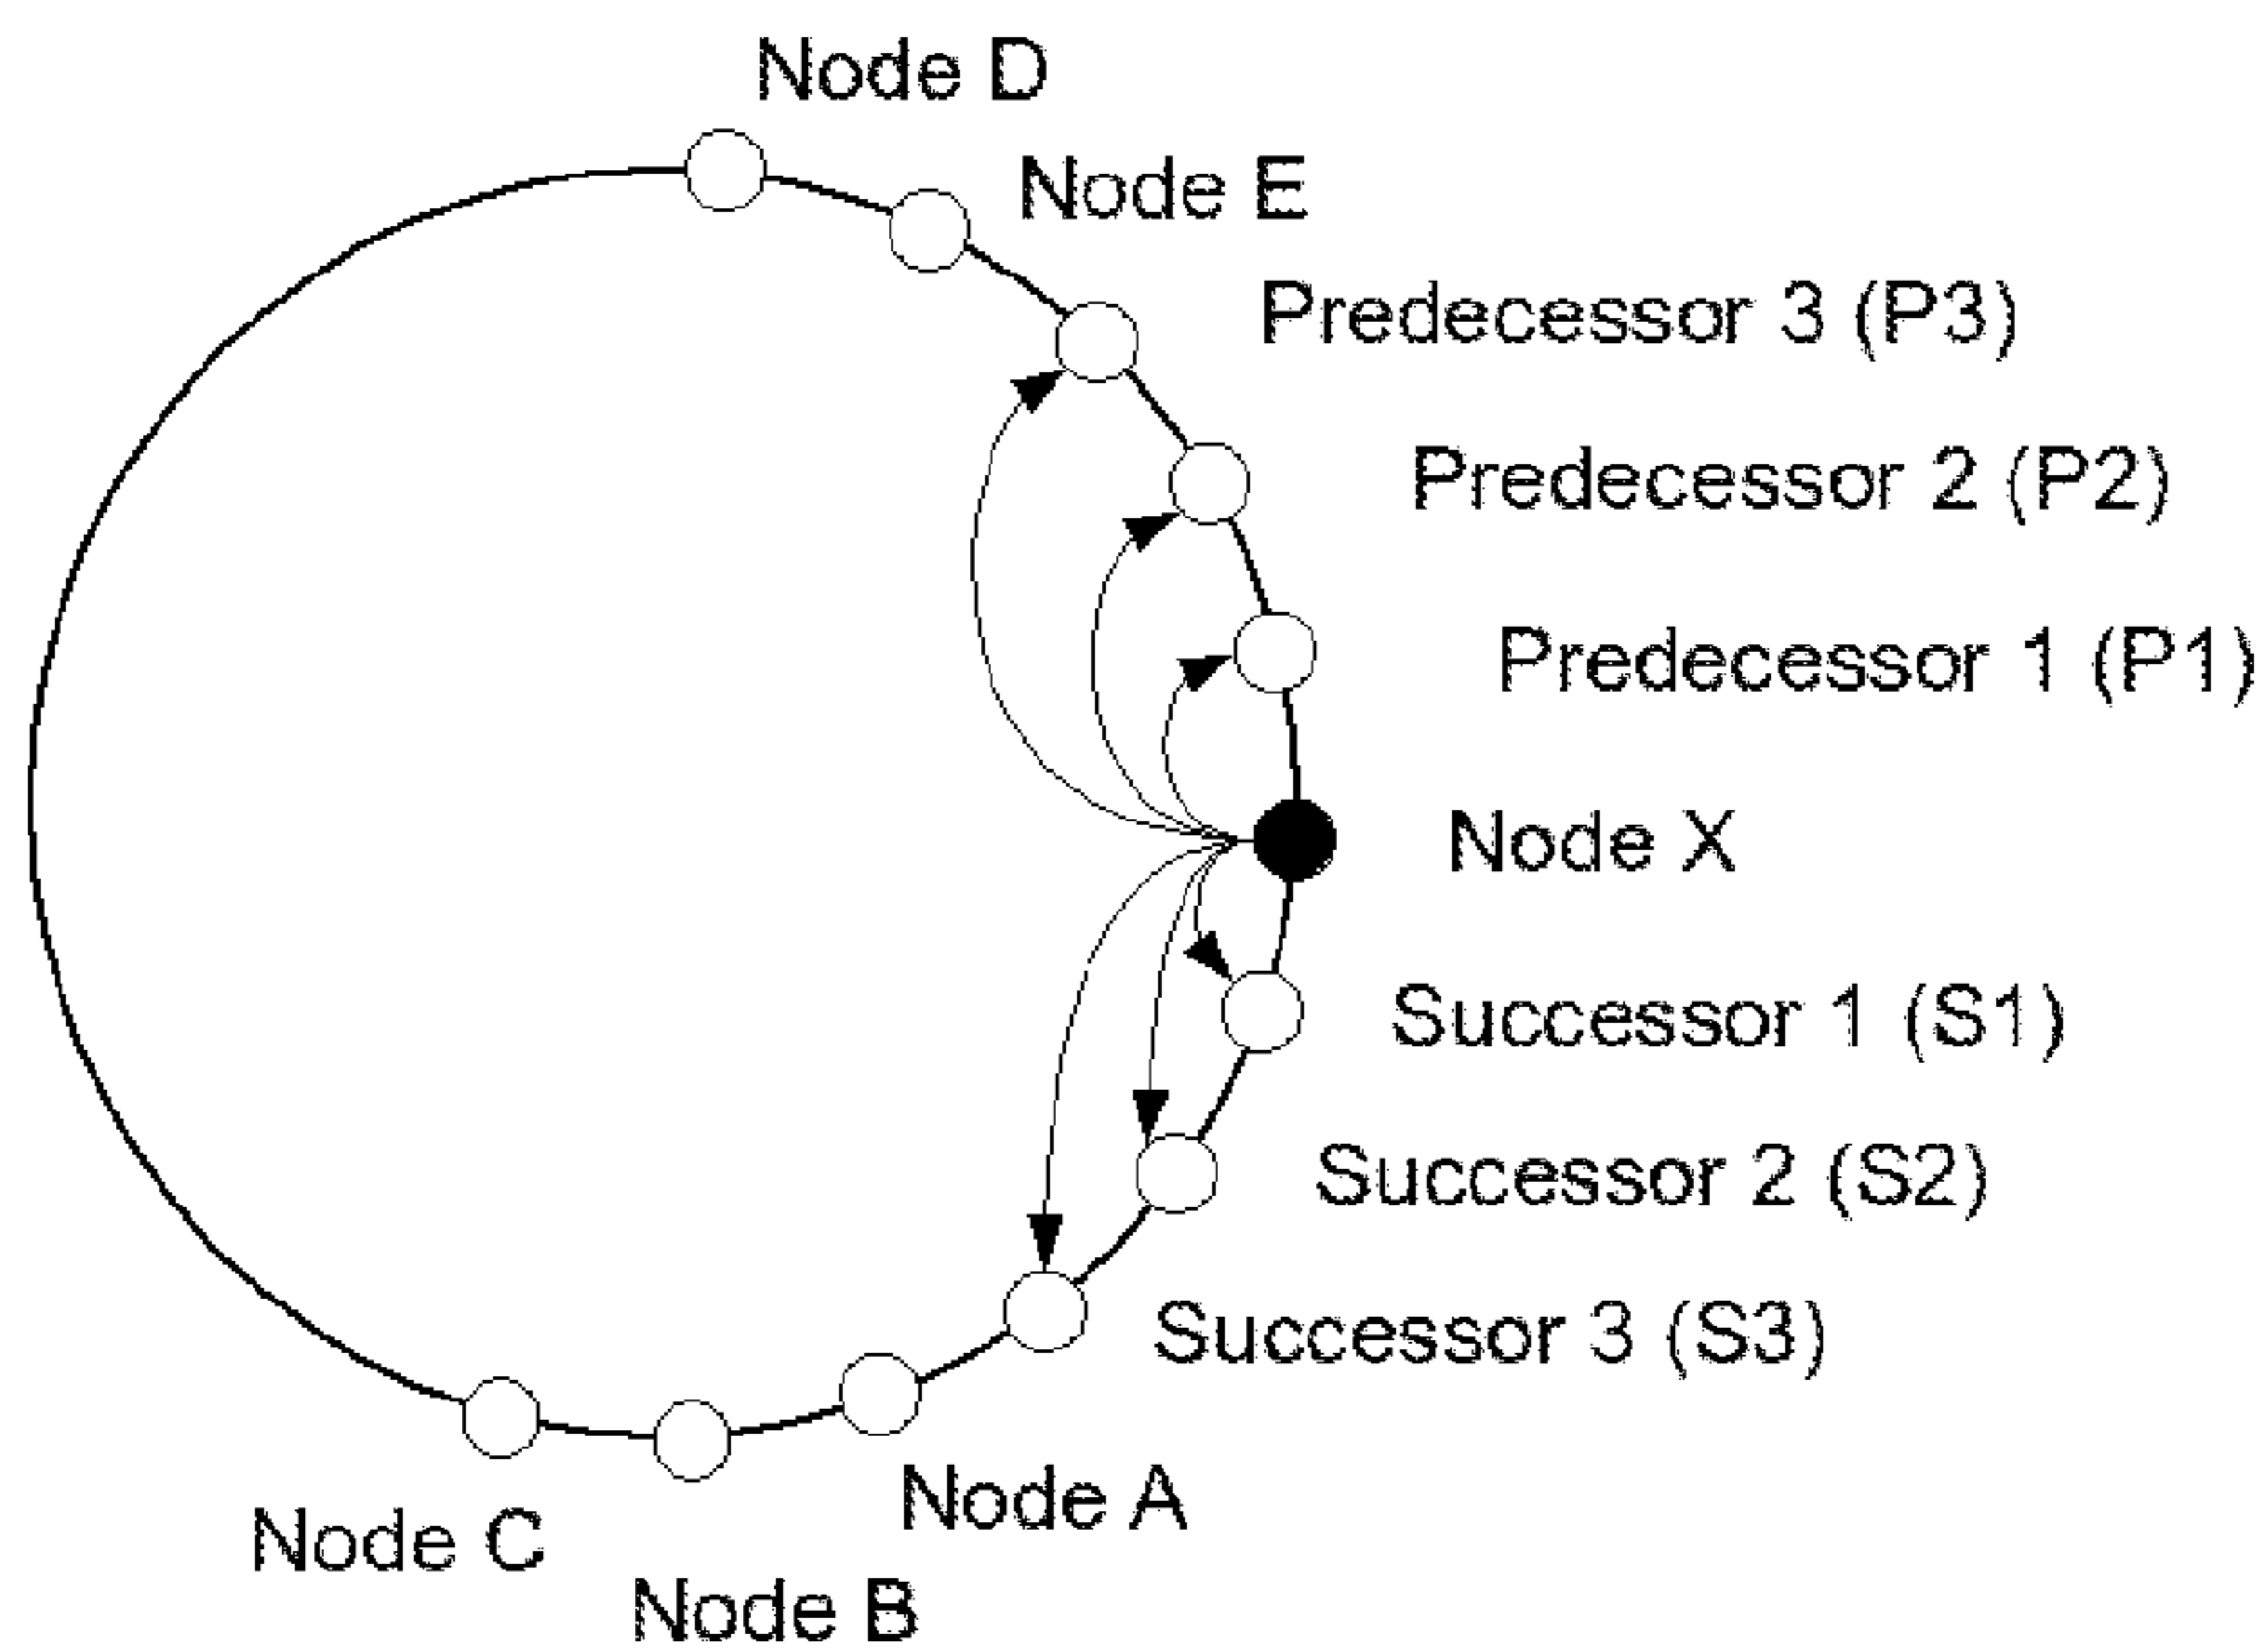 Node D
Node E
Predecessor 3 (P3)
Predecessor 2 (P2)
Predecessor 1 (P1)
Node X
Successor 1 (S1)
Successor 2 (S2)
Successor 3 (S3)
Node A
Node C
Node B